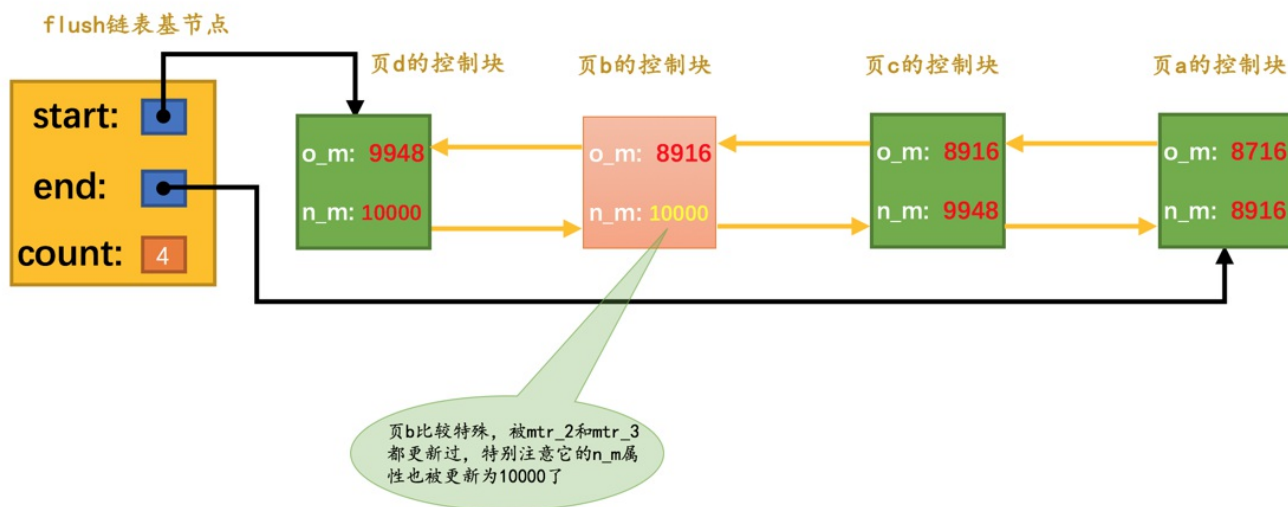 flush链表基节点
页d的控制块
页b的控制块
页c的控制块
页a的控制块
start:
end:
count: 4
o_m: 9948
n_m: 10000
o_m: 8916
n_m: 10000
o_m: 8916
n_m: 9948
o_m: 8716
n_m: 8916
页b比较特殊，被mtr_2和mtr_3
都更新过，特别注意它的n_m属
性也被更新为10000了